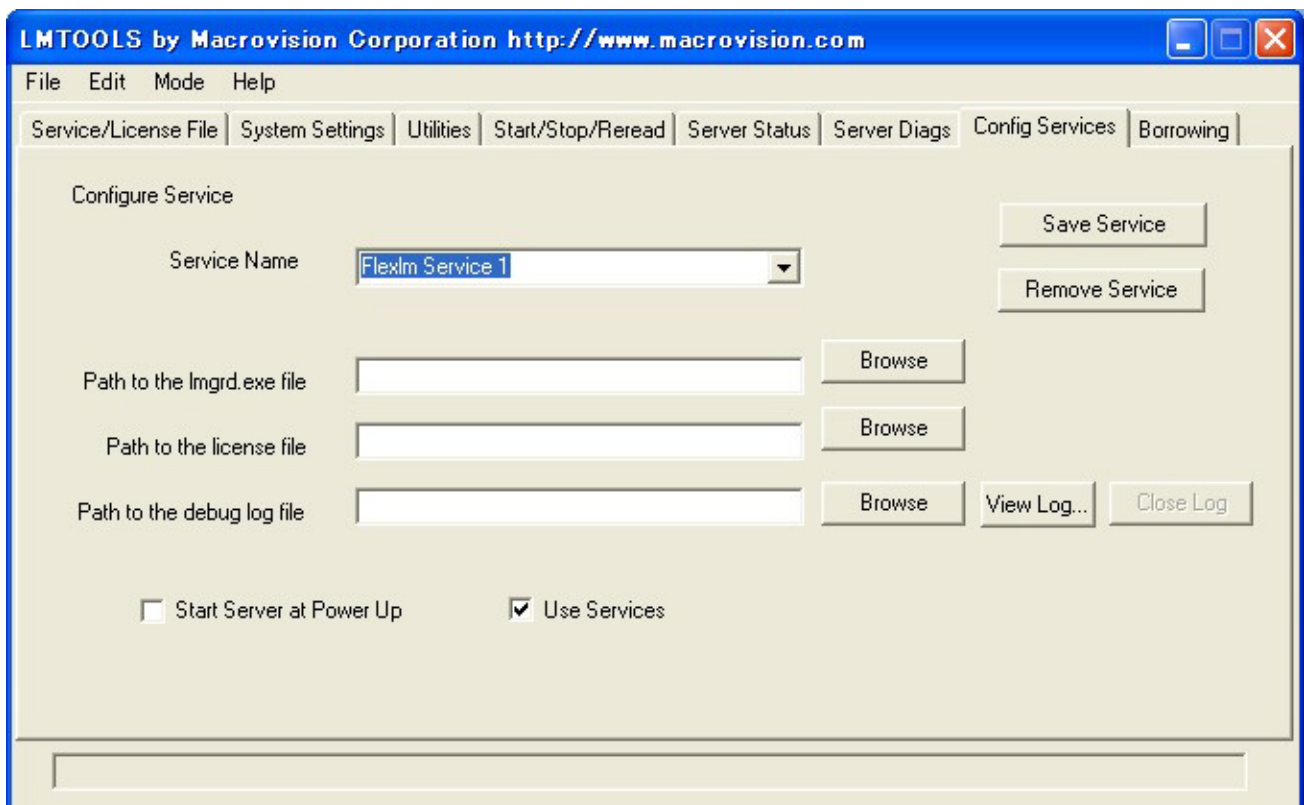 LMTOOLS by Macrovision Corporation http://www.macrovision.com
File Edit Mode Help
Service/License File System Settings Utilities Start/Stop/Reread Server Status Server Diags Config Services Borrowing
Configure Service
Save Service
Service Name Flexlm Service 1
Remove Service
Path to the lmgrd.exe file Browse
Path to the license file Browse
Path to the debug log file Browse View Log... Close Log
Start Server at Power Up Use Services